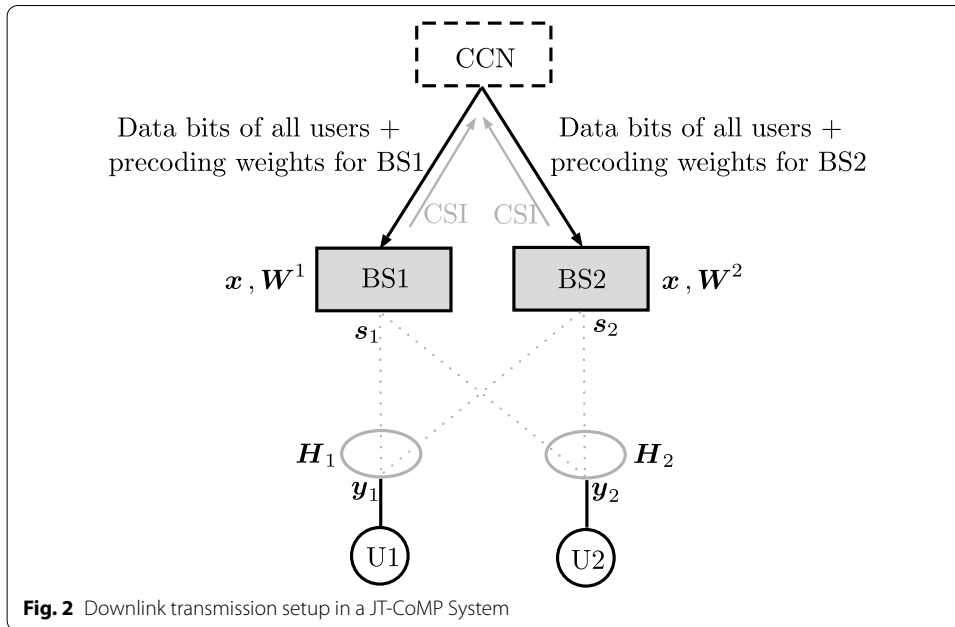 CCN
Data bits of all users +
precoding weights for BS1
Data bits of all users +
precoding weights for BS2
CSI
CSI
x , W¹
BS1
BS2
x , W²
s₁
s₂
H₁
H₂
y₁
y₂
U1
U2
Fig. 2 Downlink transmission setup in a JT-CoMP System